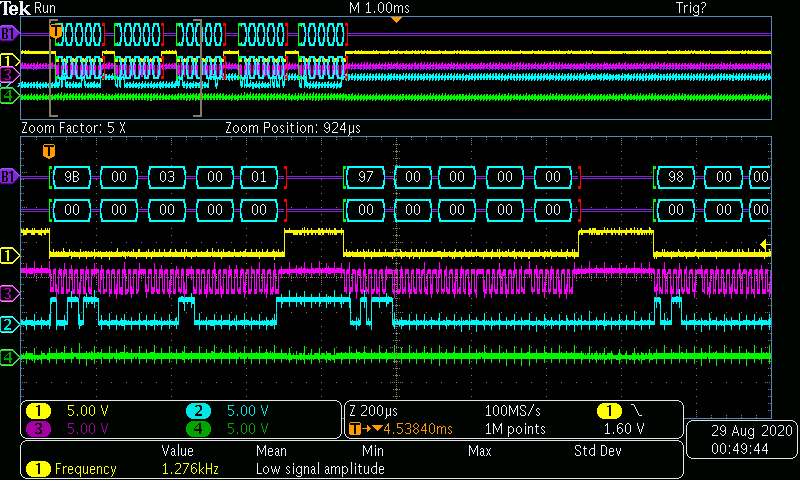 Tek Run M 1.00ms Trig?
B1
1
3
2
4
Zoom Factor: 5 X Zoom Position: 924µs
T
B1 9B 00 03 00 01 97 00 00 00 00 98 00 00
00 00 00 00 00 00 00 00 00 00 00 00 00
1
3
2
4
1 5.00 V 2 5.00 V Z 200µs 100MS/s 1
3 5.00 V 4 5.00 V T→▼4.53840ms 1M points 1.60 V
29 Aug 2020
00:49:44
Value Mean Min Max Std Dev
1 Frequency 1.276kHz Low signal amplitude